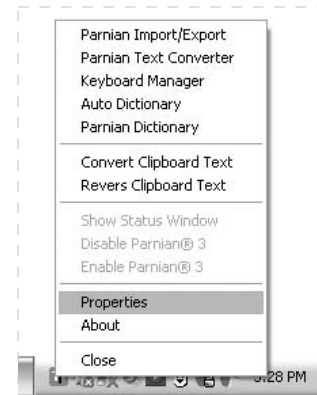 Parnian Import/Export
Parnian Text Converter
Keyboard Manager
Auto Dictionary
Parnian Dictionary
Convert Clipboard Text
Revers Clipboard Text
Show Status Window
Disable Parnian® 3
Enable Parnian® 3
Properties
About
Close
:28 PM